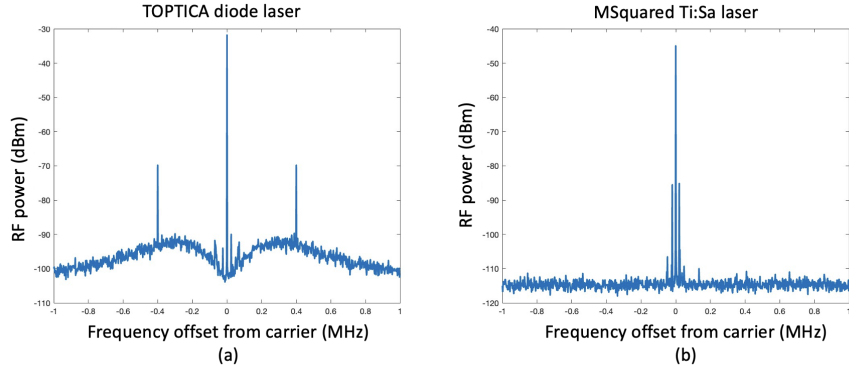 TOPTICA diode laser
-30
-40
-50
-60
-70
-80
-90
-100
-110
RF power (dBm)
-1 -0.8 -0.6 -0.4 -0.2 0 0.2 0.4 0.6 0.8 1
Frequency offset from carrier (MHz)
(a)
MSquared Ti:Sa laser
-30
-40
-50
-60
-70
-80
-90
-100
-110
-120
RF power (dBm)
-1 -0.8 -0.6 -0.4 -0.2 0 0.2 0.4 0.6 0.8 1
Frequency offset from carrier (MHz)
(b)